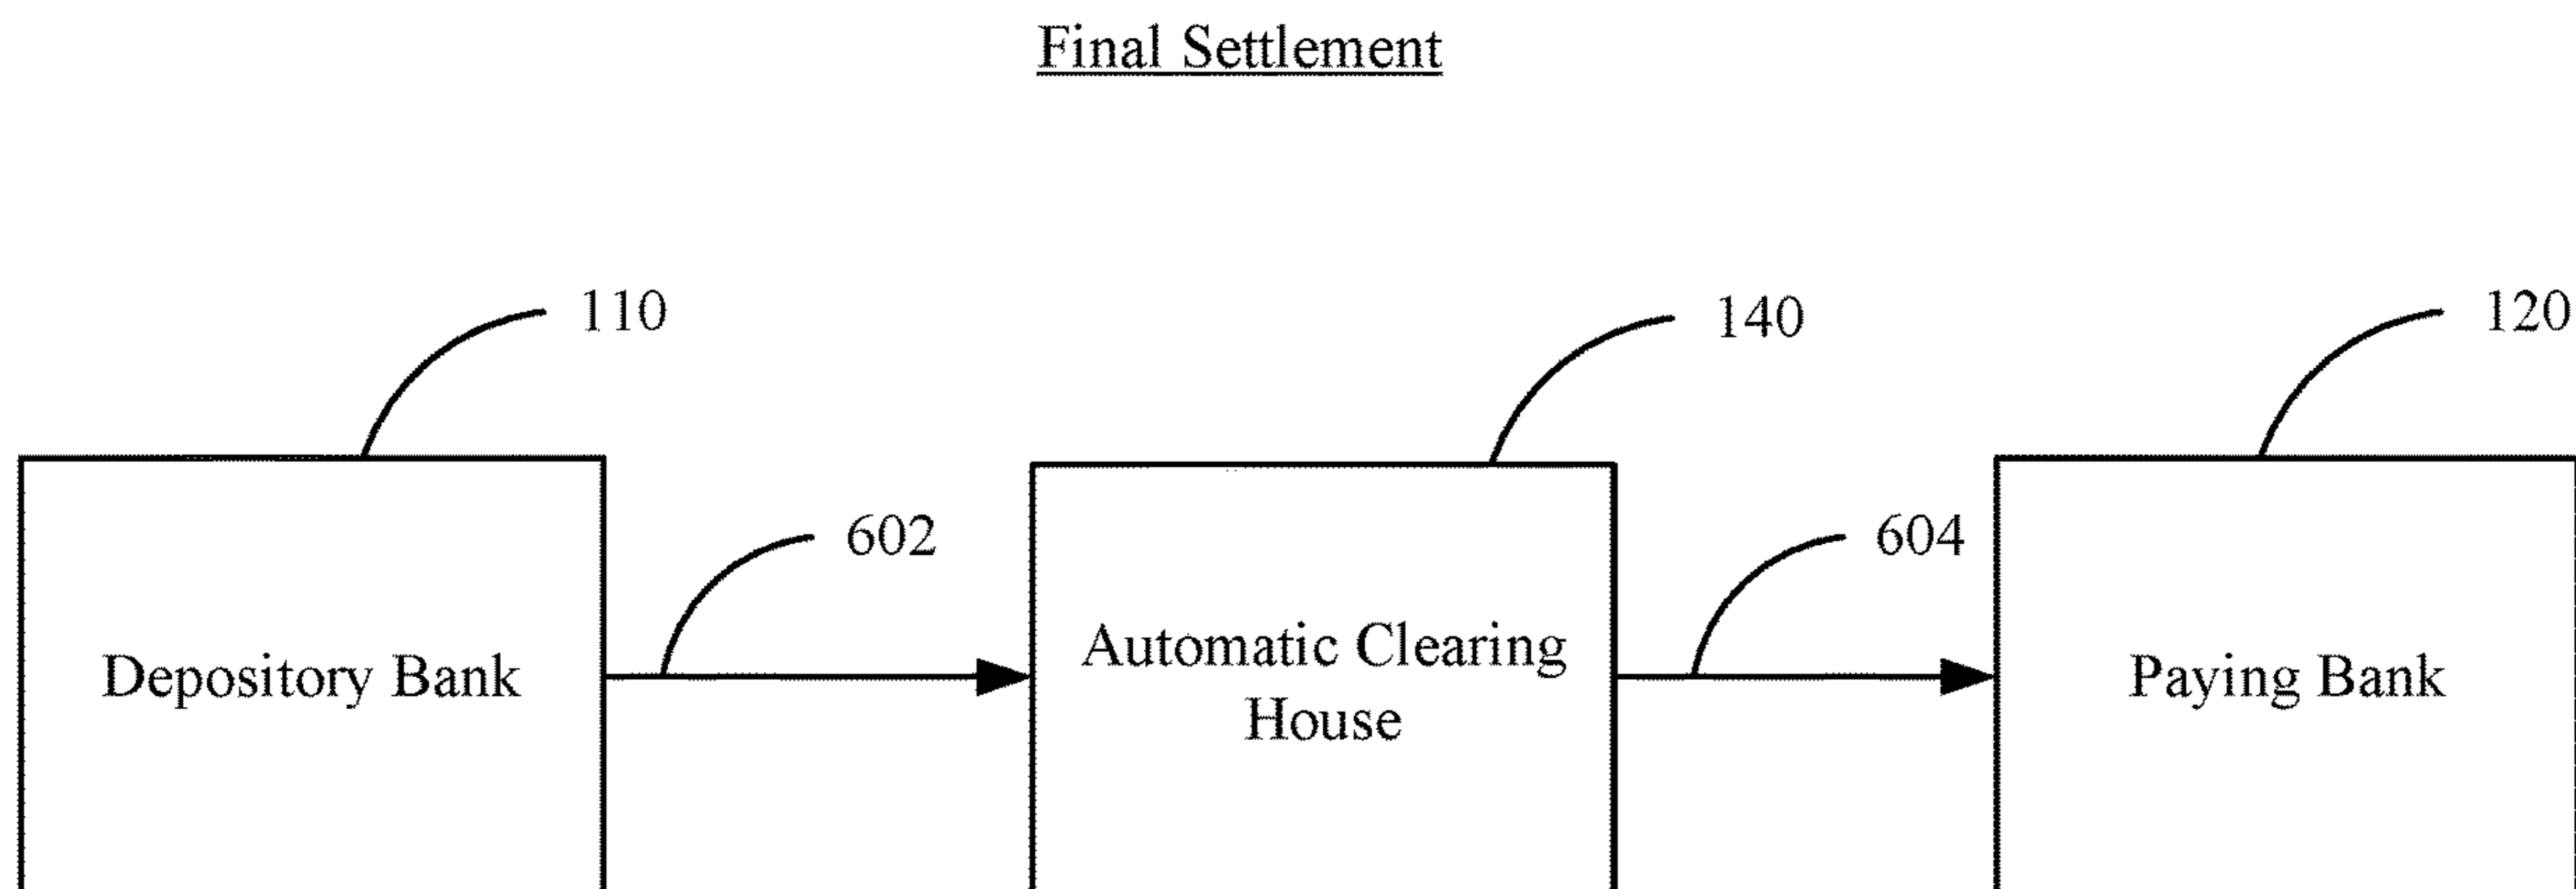 Final Settlement
110
140
120
602
604
Depository Bank
Automatic Clearing
House
Paying Bank